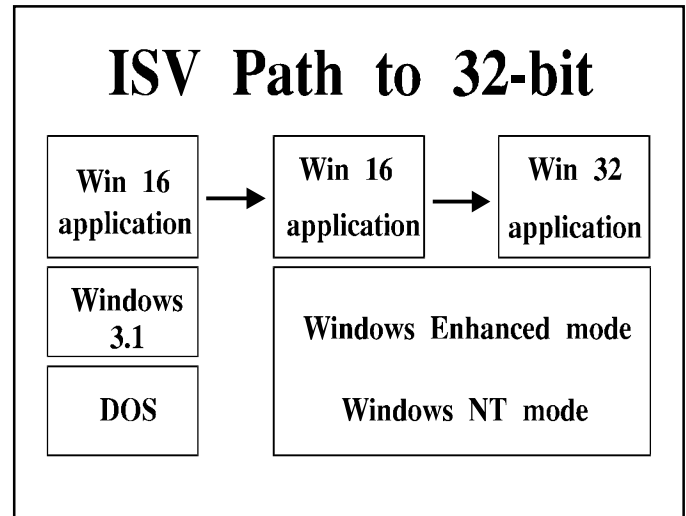 ISV Path to 32-bit
Win 16
application
Win 16
application
Win 32
application
Windows
3.1
DOS
Windows Enhanced mode
Windows NT mode